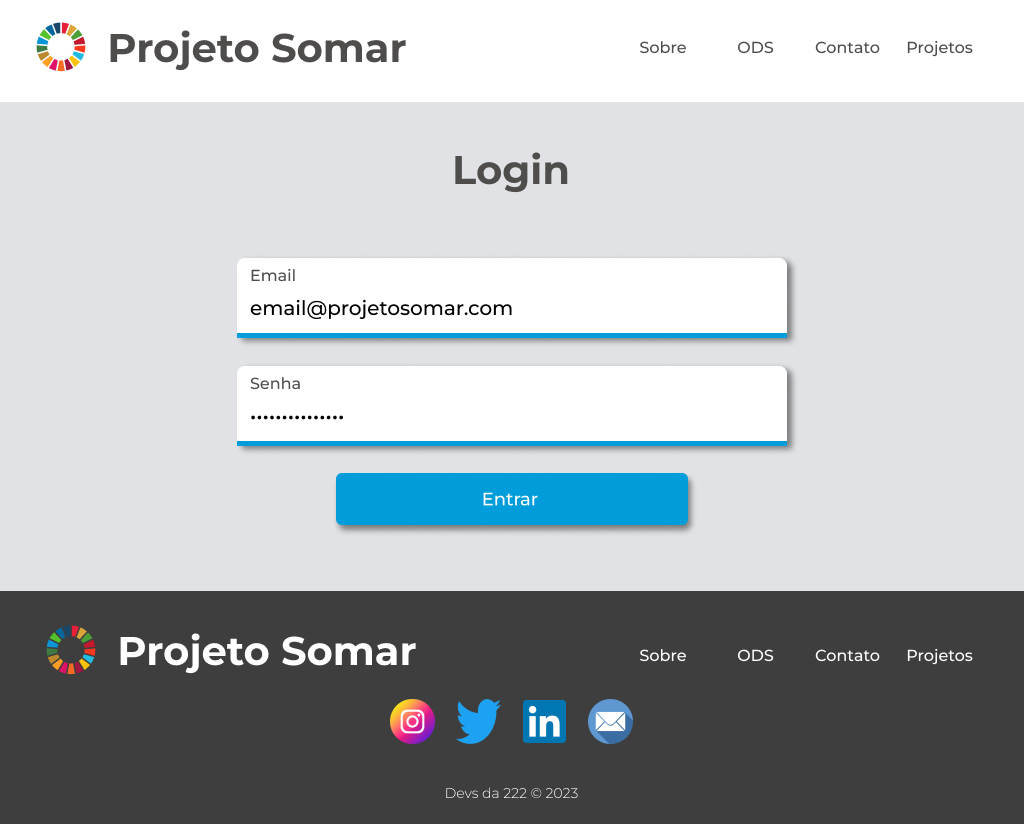 Projeto Somar
Sobre ODS Contato Projetos
Login
Email
email@projetosomar.com
Senha
•••••••••••••••
Entrar
Projeto Somar
Sobre ODS Contato Projetos
in
Devs da 222 © 2023